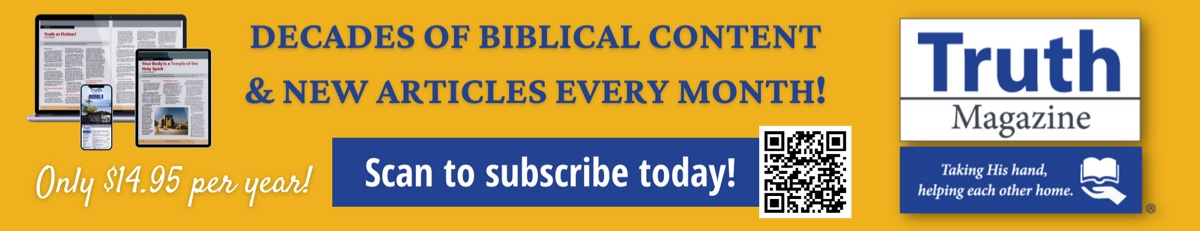 Truth or Fiction?
Your Body Is a Temple of the
Holy Spirit
Truth
Only $14.95 per year!
DECADES OF BIBLICAL CONTENT
& NEW ARTICLES EVERY MONTH!
Scan to subscribe today!
Truth
Magazine
Taking His hand,
helping each other home.
®